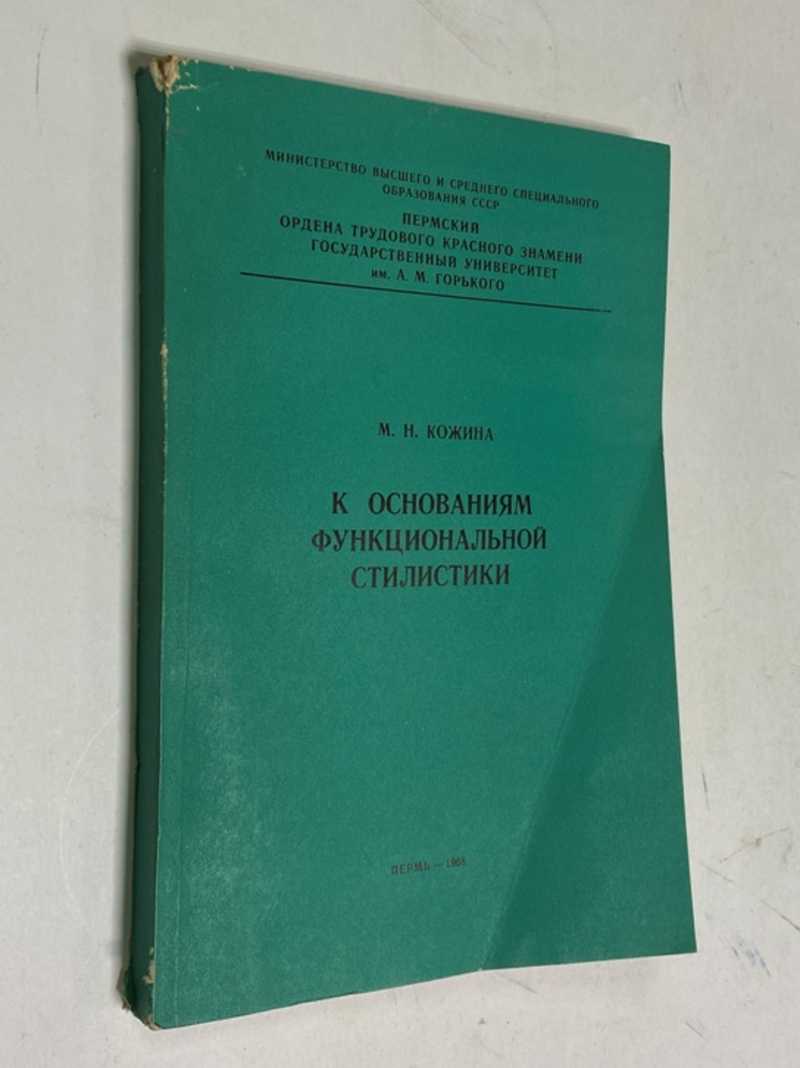 МИНИСТЕРСТВО ВЫСШЕГО И СРЕДНЕГО СПЕЦИАЛЬНОГО
ОБРАЗОВАНИЯ СССР
ПЕРМСКИЙ
ОРДЕНА ТРУДОВОГО КРАСНОГО ЗНАМЕНИ
ГОСУДАРСТВЕННЫЙ УНИВЕРСИТЕТ
им. А. М. ГОРЬКОГО
М. Н. КОЖИНА
К ОСНОВАНИЯМ
ФУНКЦИОНАЛЬНОЙ
СТИЛИСТИКИ
ПЕРМЬ — 1968